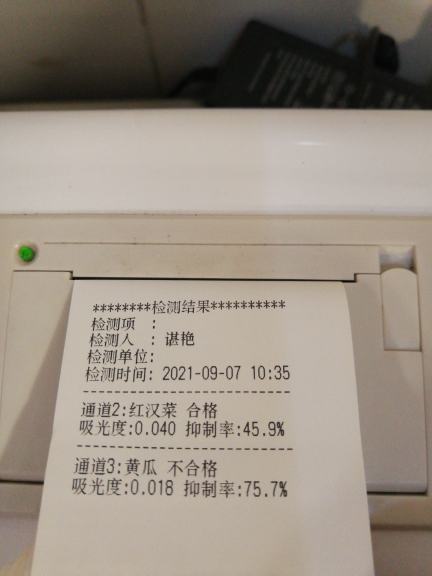 ********检测结果**********
检测项 :
检测人 : 谌艳
检测单位:
检测时间: 2021-09-07 10:35
--------------------------------
通道2:红汉菜 合格
吸光度:0.040 抑制率:45.9%
--------------------------------
通道3:黄瓜 不合格
吸光度:0.018 抑制率:75.7%